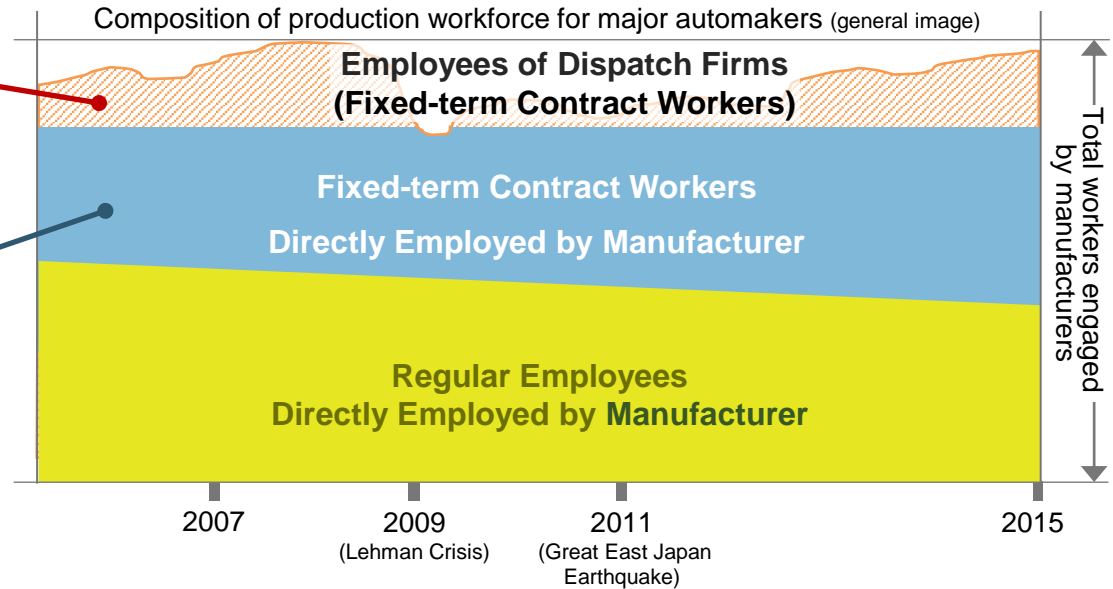 Composition of production workforce for major automakers (general image)
Employees of Dispatch Firms
(Fixed-term Contract Workers)
Fixed-term Contract Workers
Directly Employed by Manufacturer
Regular Employees
Directly Employed by Manufacturer
Total workers engaged
by manufacturers
2007
2009
(Lehman Crisis)
2011
(Great East Japan
Earthquake)
2015